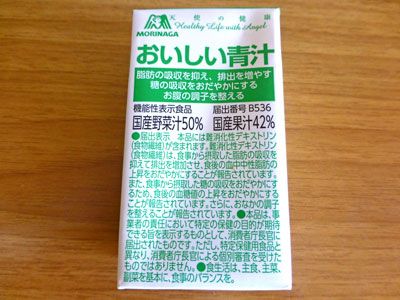 天使の健康
Healthy Life with Angel
MORINAGA
おいしい青汁
脂肪の吸収を抑え、排出を増やす
糖の吸収をおだやかにする
お腹の調子を整える
機能性表示食品 届出番号 B536
国産野菜汁50% 国産果汁42%
●届出表示 本品には難消化性デキストリン
(食物繊維)が含まれます。難消化性デキストリン
(食物繊維)は、食事から摂取した脂肪の吸収を
抑えて排出を増加させ、食後の血中中性脂肪の
上昇をおだやかにすることが報告されています。
また、食事から摂取した糖の吸収をおだやかにす
るため、食後の血糖値の上昇をおだやかにするこ
とが報告されています。さらに、おなかの調子
を整えることが報告されています。●本品は、事
業者の責任において特定の保健の目的が期待
できる旨を表示するものとして、消費者庁長官に
届出されたものです。ただし、特定保健用食品と
異なり、消費者庁長官による個別審査を受けた
ものではありません。●食生活は、主食、主菜、
副菜を基本に、食事のバランスを。